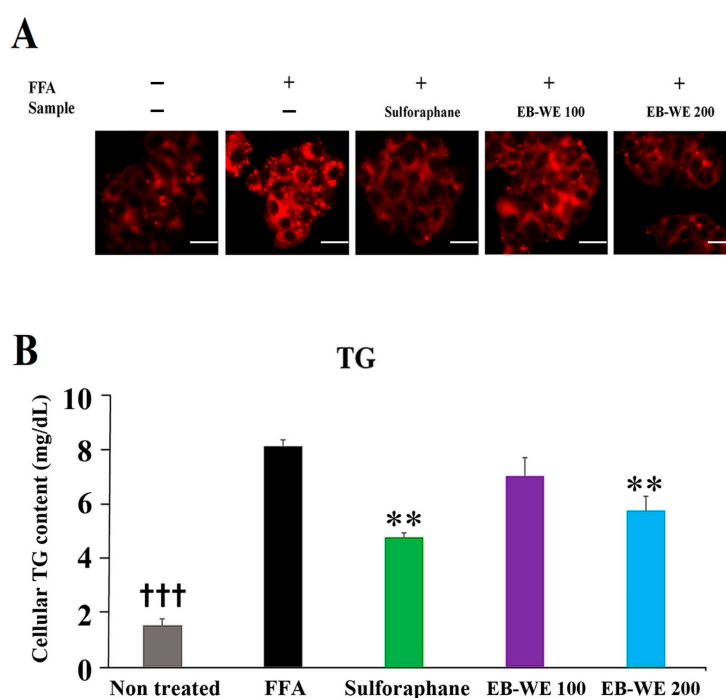 A
FFA − + + + +
Sample − − Sulforaphane EB-WE 100 EB-WE 200
B
TG
Cellular TG content (mg/dL)
10
8
6
4
2
0
†††
**
**
Non treated FFA Sulforaphane EB-WE 100 EB-WE 200